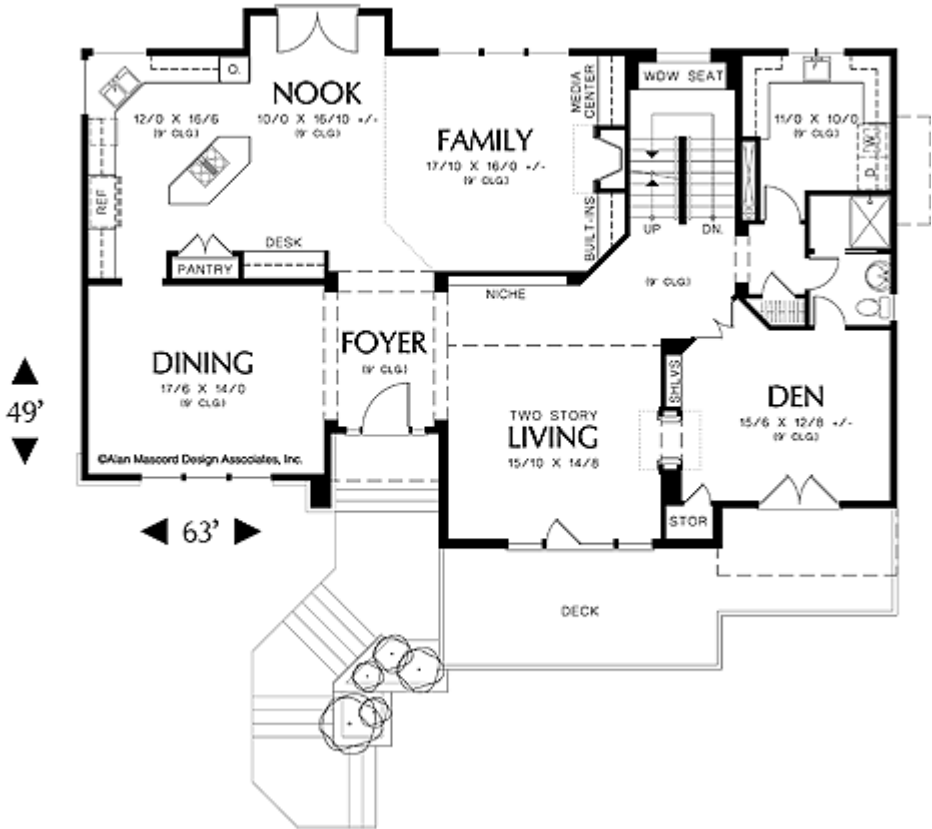 O.
NOOK
12/0 X 16/6
(9' CLG.)
10/0 X 16/10 +/-
(9' CLG.)
FAMILY
17/10 X 16/0 +/-
(9' CLG.)
MEDIA
CENTER
BUILT-INS
WDW SEAT
UP
DN.
11/0 X 10/0
(9' CLG.)
W
D
REF
DESK
PANTRY
NICHE
(9' CLG.)
FOYER
(9' CLG.)
DINING
17/6 X 14/0
(9' CLG.)
©Alan Mascord Design Associates, Inc.
TWO STORY
LIVING
15/10 X 14/8
SHLVS
DEN
15/6 X 12/8 +/-
(9' CLG.)
STOR
DECK
49'
63'